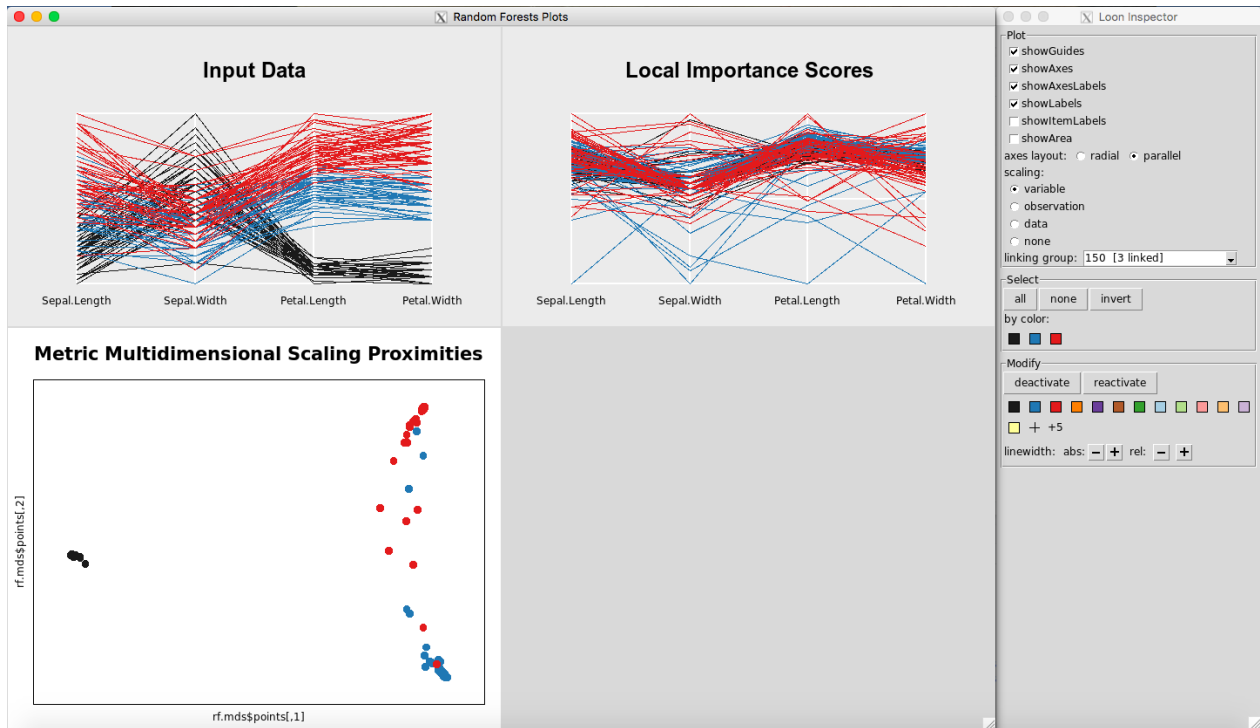 Random Forests Plots
Input Data
Sepal.Length Sepal.Width Petal.Length Petal.Width
Local Importance Scores
Sepal.Length Sepal.Width Petal.Length Petal.Width
Metric Multidimensional Scaling Proximities
rf.mds$points[,2]
rf.mds$points[,1]
Loon Inspector
Plot
showGuides
showAxes
showAxesLabels
showLabels
showItemLabels
showArea
axes layout: radial parallel
scaling:
variable
observation
data
none
linking group: 150 [3 linked]
Select
all none invert
by color:
Modify
deactivate reactivate
+5
linewidth: abs: − + rel: − +